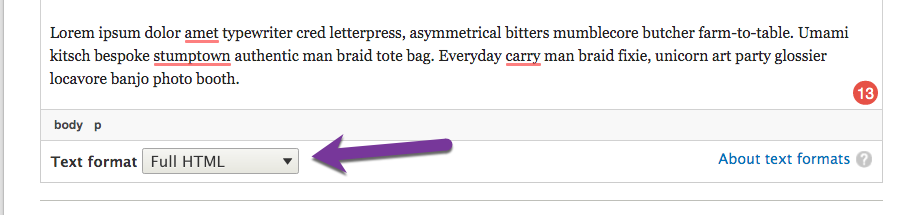 Lorem ipsum dolor amet typewriter cred letterpress, asymmetrical bitters mumblecore butcher farm-to-table. Umami
kitsch bespoke stumptown authentic man braid tote bag. Everyday carry man braid fixie, unicorn art party glossier
locavore banjo photo booth.
13
body p
Text format Full HTML About text formats ?